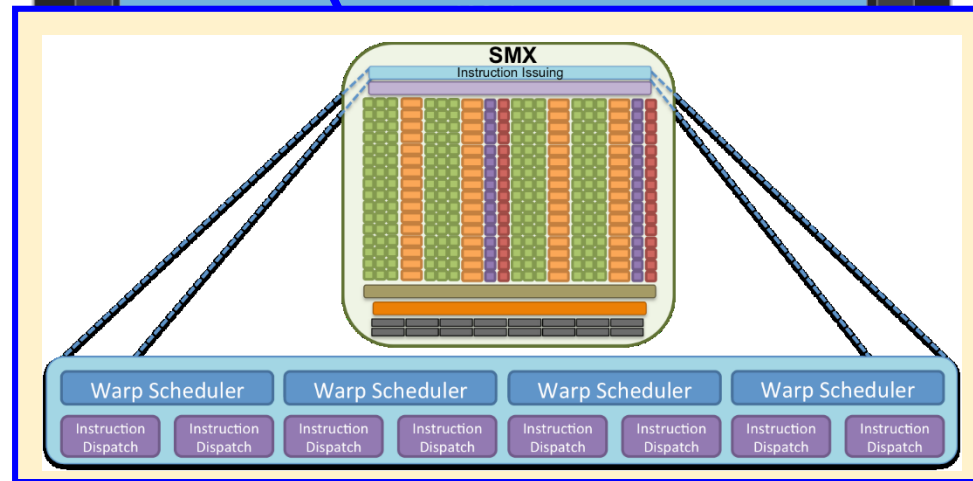 SMX
Instruction Issuing
Warp Scheduler Warp Scheduler Warp Scheduler Warp Scheduler
Instruction Instruction Instruction Instruction Instruction Instruction Instruction Instruction
Dispatch Dispatch Dispatch Dispatch Dispatch Dispatch Dispatch Dispatch